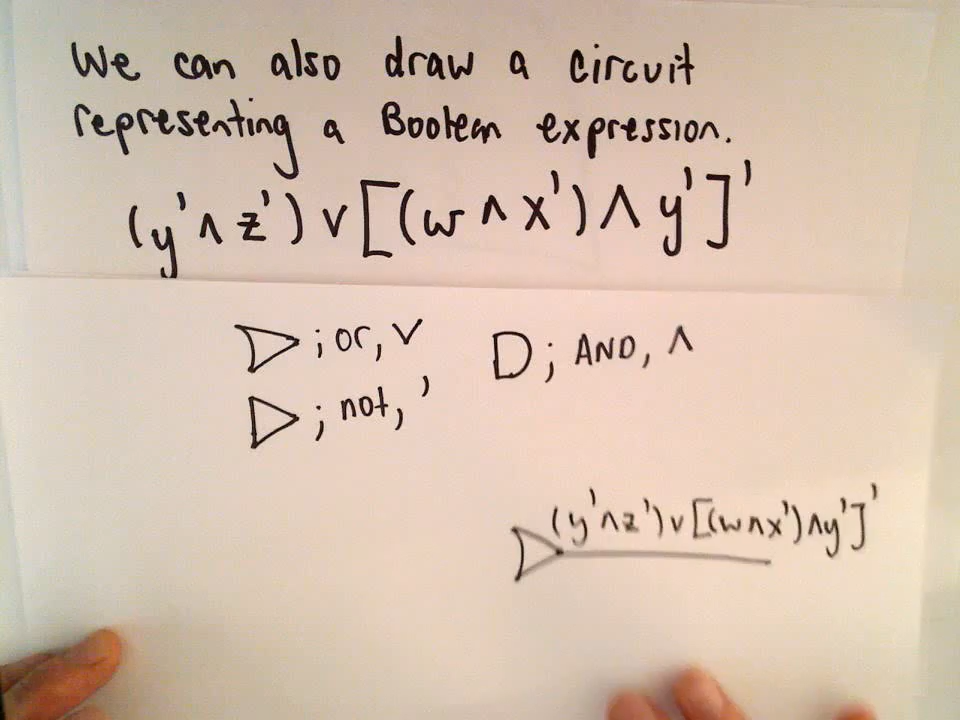 We can also draw a circuit
representing a Boolean expression.
(y' ∧ z') ∨ [(w ∧ x') ∧ y']'
; or, ∨ D ; AND, ∧
; not, '
(y' ∧ z') ∨ [(w ∧ x') ∧ y']'